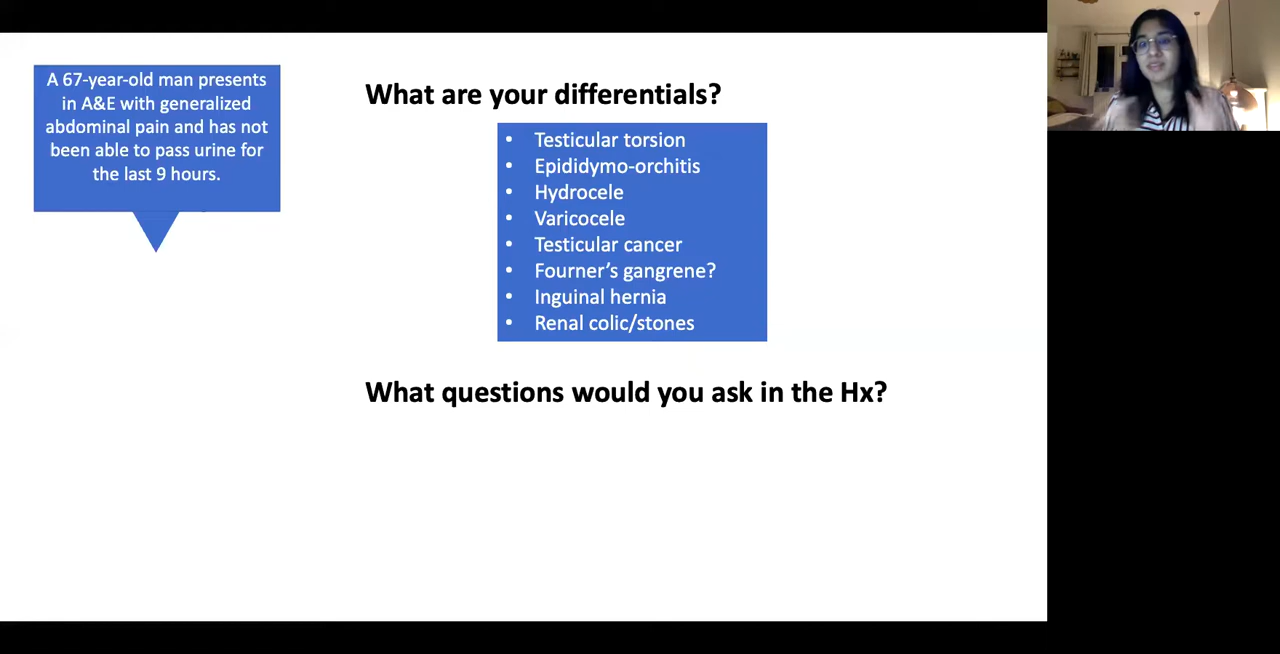 A 67-year-old man presents
in A&E with generalized
abdominal pain and has not
been able to pass urine for
the last 9 hours.
What are your differentials?
• Testicular torsion
• Epididymo-orchitis
• Hydrocele
• Varicocele
• Testicular cancer
• Fourner’s gangrene?
• Inguinal hernia
• Renal colic/stones
What questions would you ask in the Hx?